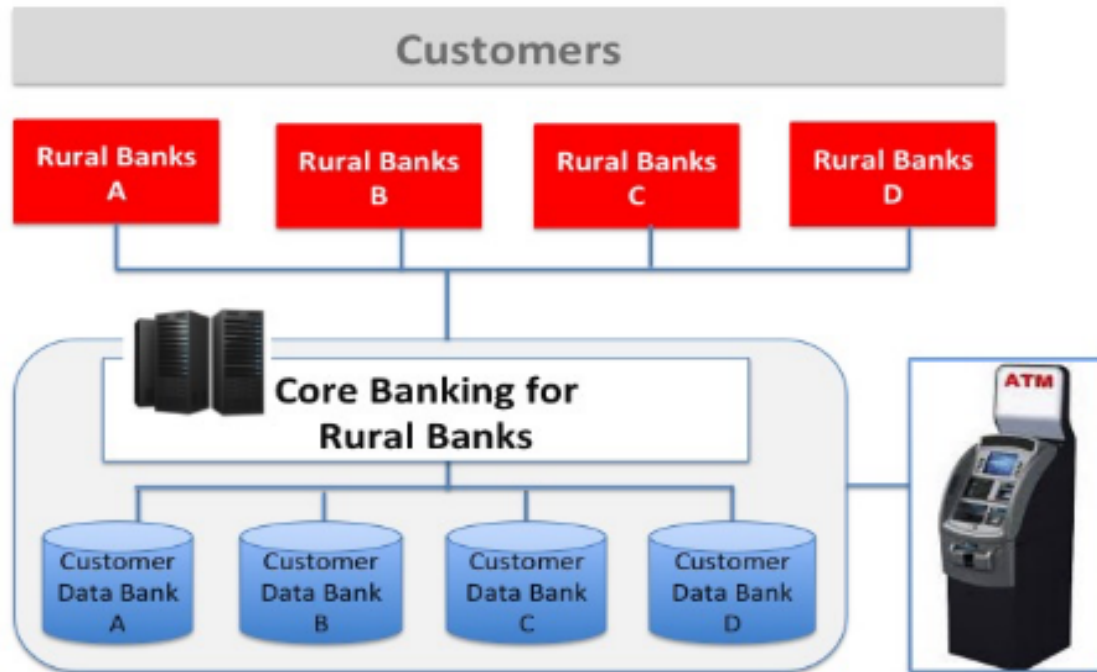 Customers
Rural Banks
A
Rural Banks
B
Rural Banks
C
Rural Banks
D
Core Banking for
Rural Banks
ATM
Customer
Data Bank
A
Customer
Data Bank
B
Customer
Data Bank
C
Customer
Data Bank
D